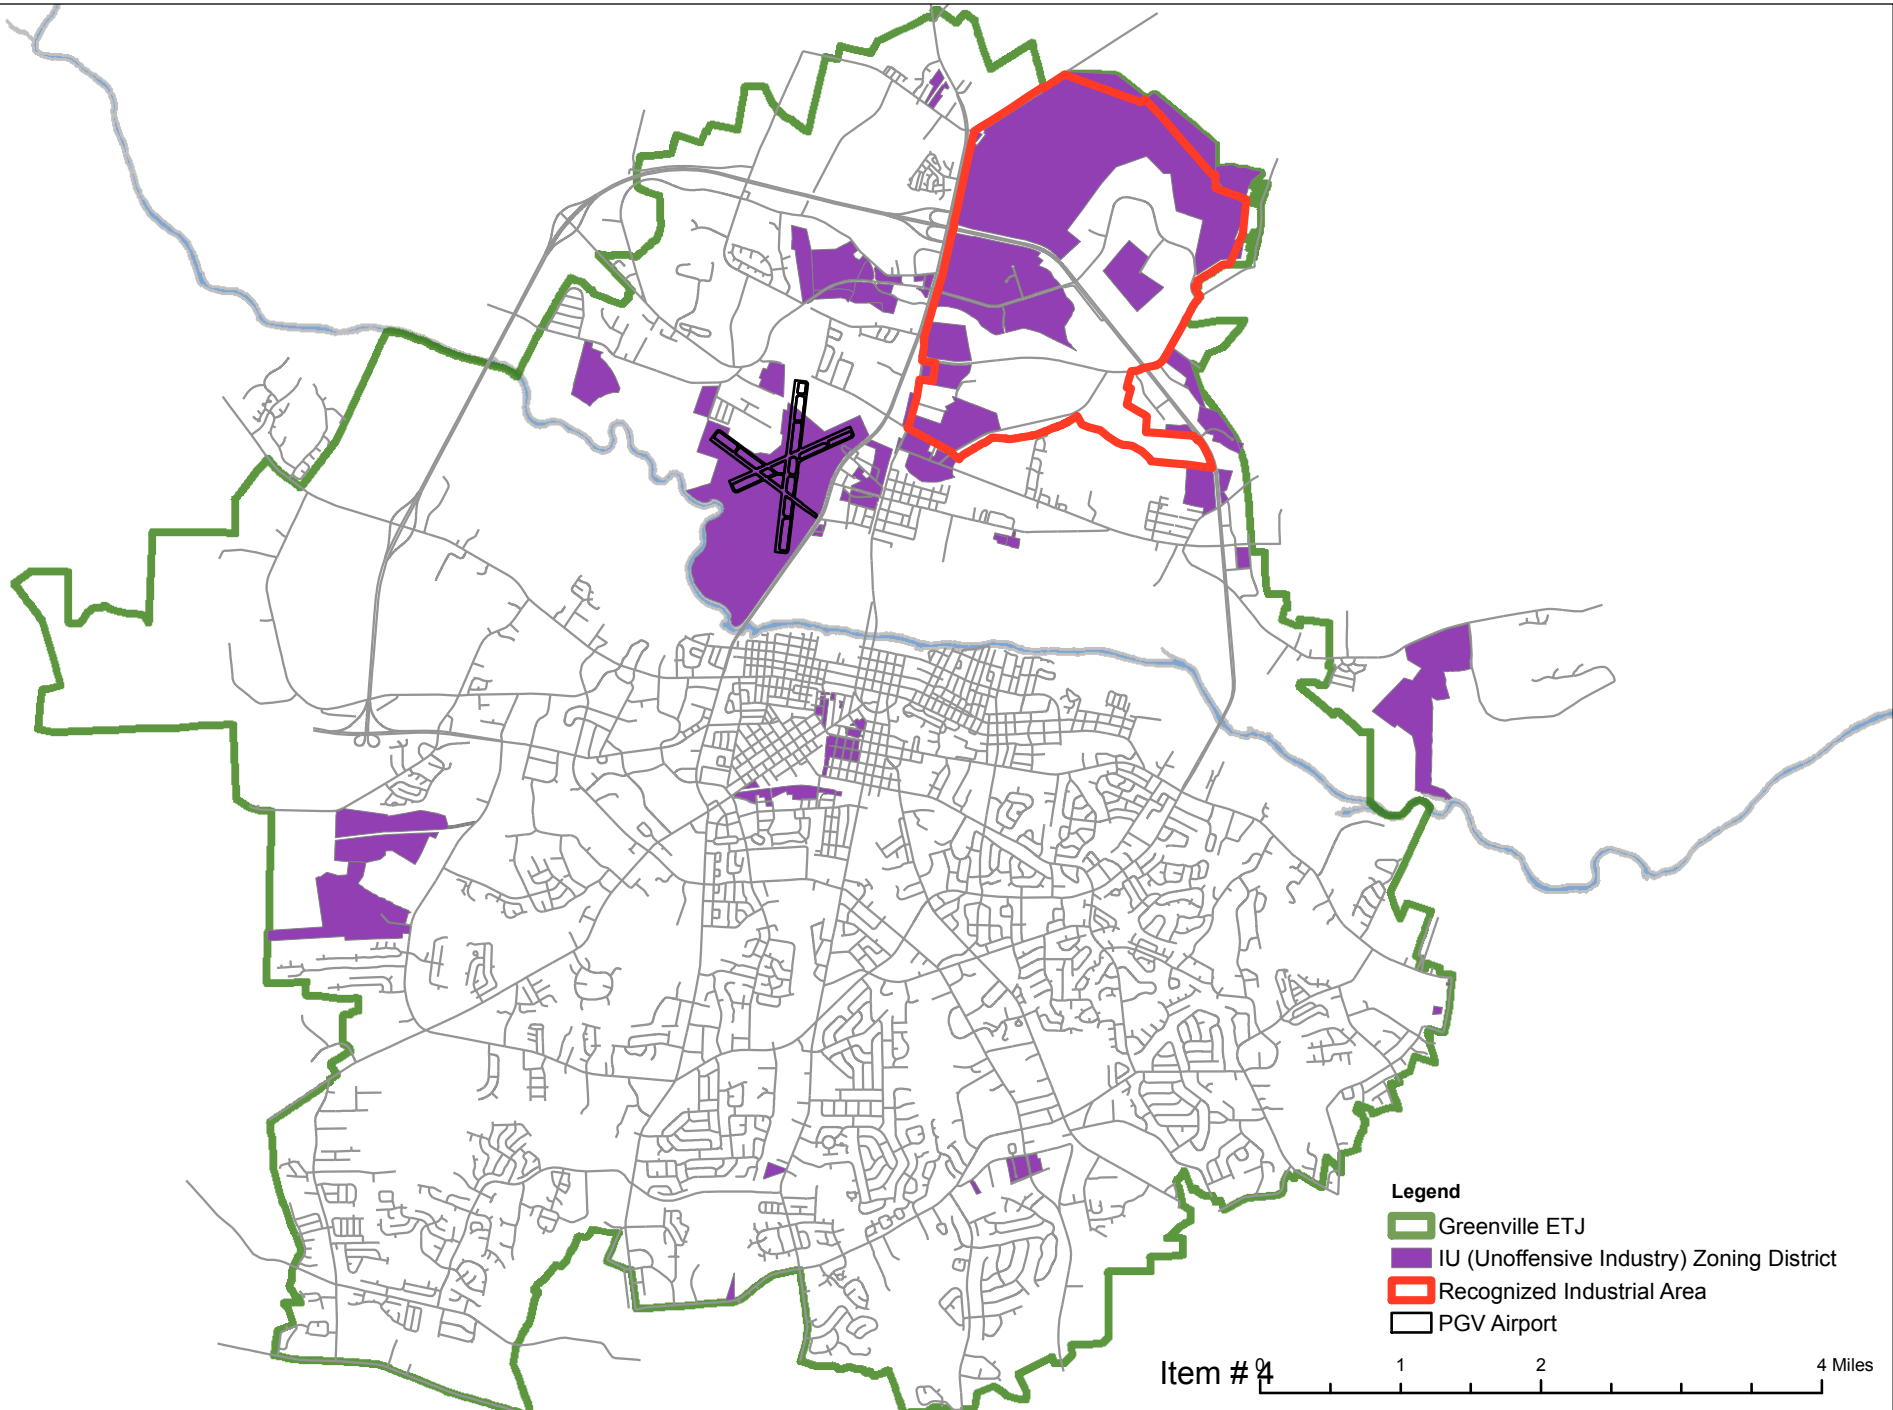 Legend
Greenville ETJ
IU (Unoffensive Industry) Zoning District
Recognized Industrial Area
PGV Airport
Item # 4
0 1 2 4 Miles